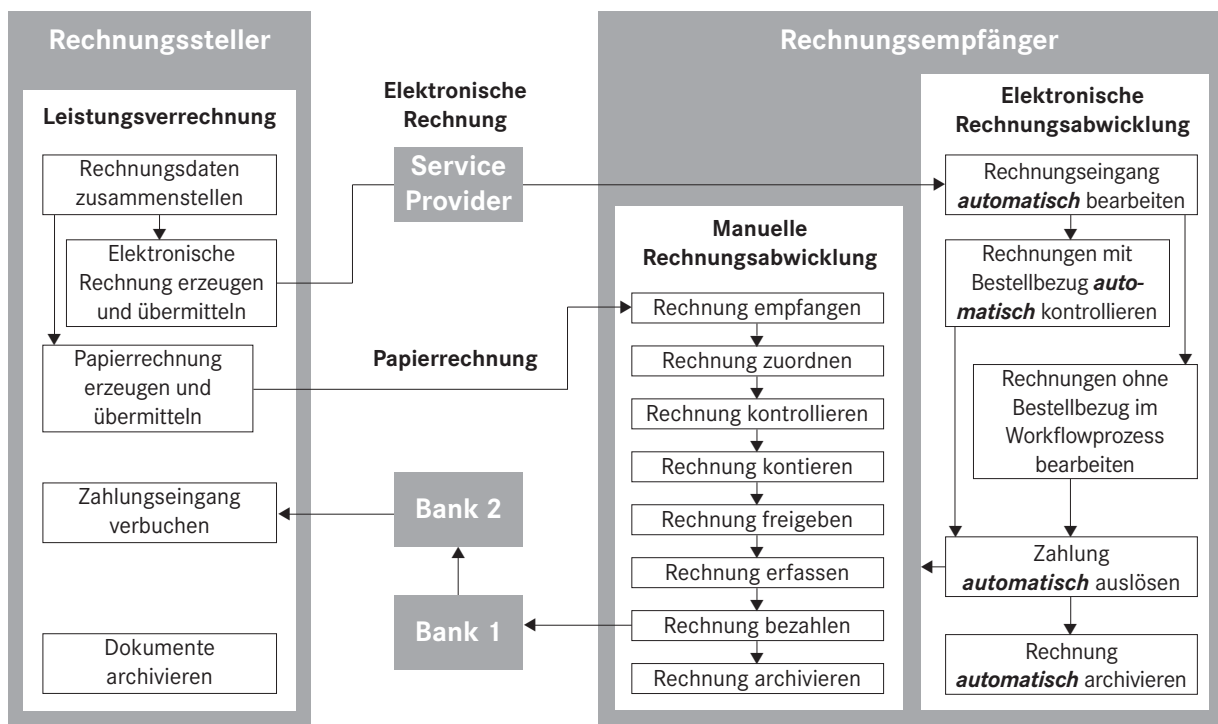 Rechnungssteller
Leistungsverrechnung
Rechnungsdaten
zusammenstellen
Elektronische
Rechnung erzeugen
und übermitteln
Papierrechnung
erzeugen und
übermitteln
Zahlungseingang
verbuchen
Dokumente
archivieren
Elektronische
Rechnung
Service
Provider
Papierrechnung
Bank 2
Bank 1
Rechnungsempfänger
Manuelle
Rechnungsabwicklung
Rechnung empfangen
Rechnung zuordnen
Rechnung kontrollieren
Rechnung kontieren
Rechnung freigeben
Rechnung erfassen
Rechnung bezahlen
Rechnung archivieren
Elektronische
Rechnungsabwicklung
Rechnungseingang
automatisch bearbeiten
Rechnungen mit
Bestellbezug auto-
matisch kontrollieren
Rechnungen ohne
Bestellbezug im
Workflowprozess
bearbeiten
Zahlung
automatisch auslösen
Rechnung
automatisch archivieren